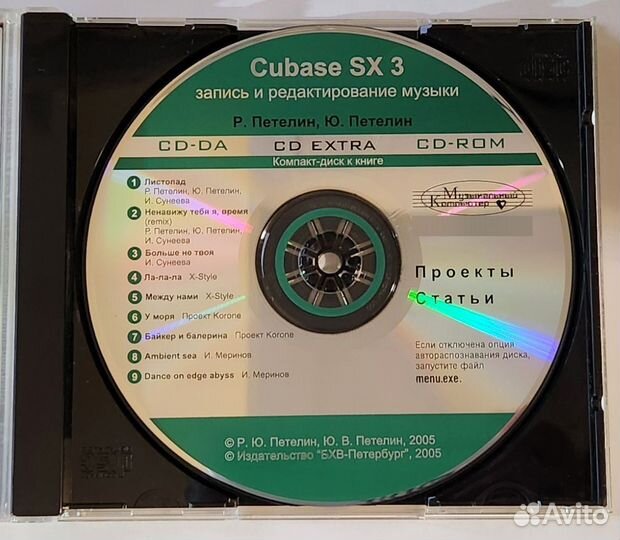 Cubase SX 3
запись и редактирование музыки
Р. Петелин, Ю. Петелин
CD-DA CD EXTRA CD-ROM
Компакт-диск к книге
1 Листопад
Р. Петелин, Ю. Петелин,
И. Сунеева
2 Ненавижу тебя я, время
(remix)
Р. Петелин, Ю. Петелин,
И. Сунеева
3 Больше не твоя
И. Сунеева
4 Ла-ла-ла X-Style
5 Между нами X-Style
6 У моря Проект Korone
7 Байкер и балерина Проект Korone
8 Ambient sea И. Меринов
9 Dance on edge abyss И. Меринов
Музыкальный
Компьютер
Проекты
Статьи
Если отключена опция
автораспознавания диска,
запустите файл
menu.exe.
© Р. Ю. Петелин, Ю. В. Петелин, 2005
© Издательство "БХВ-Петербург", 2005
Avito